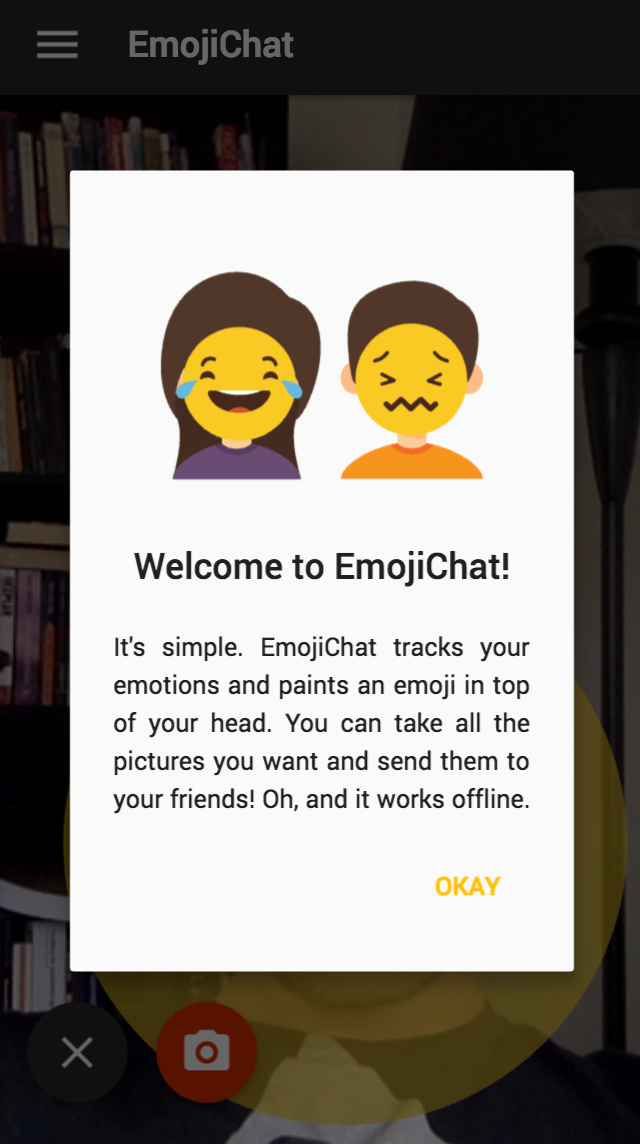 EmojiChat
Welcome to EmojiChat!
It's simple. EmojiChat tracks your
emotions and paints an emoji in top
of your head. You can take all the
pictures you want and send them to
your friends! Oh, and it works offline.
OKAY